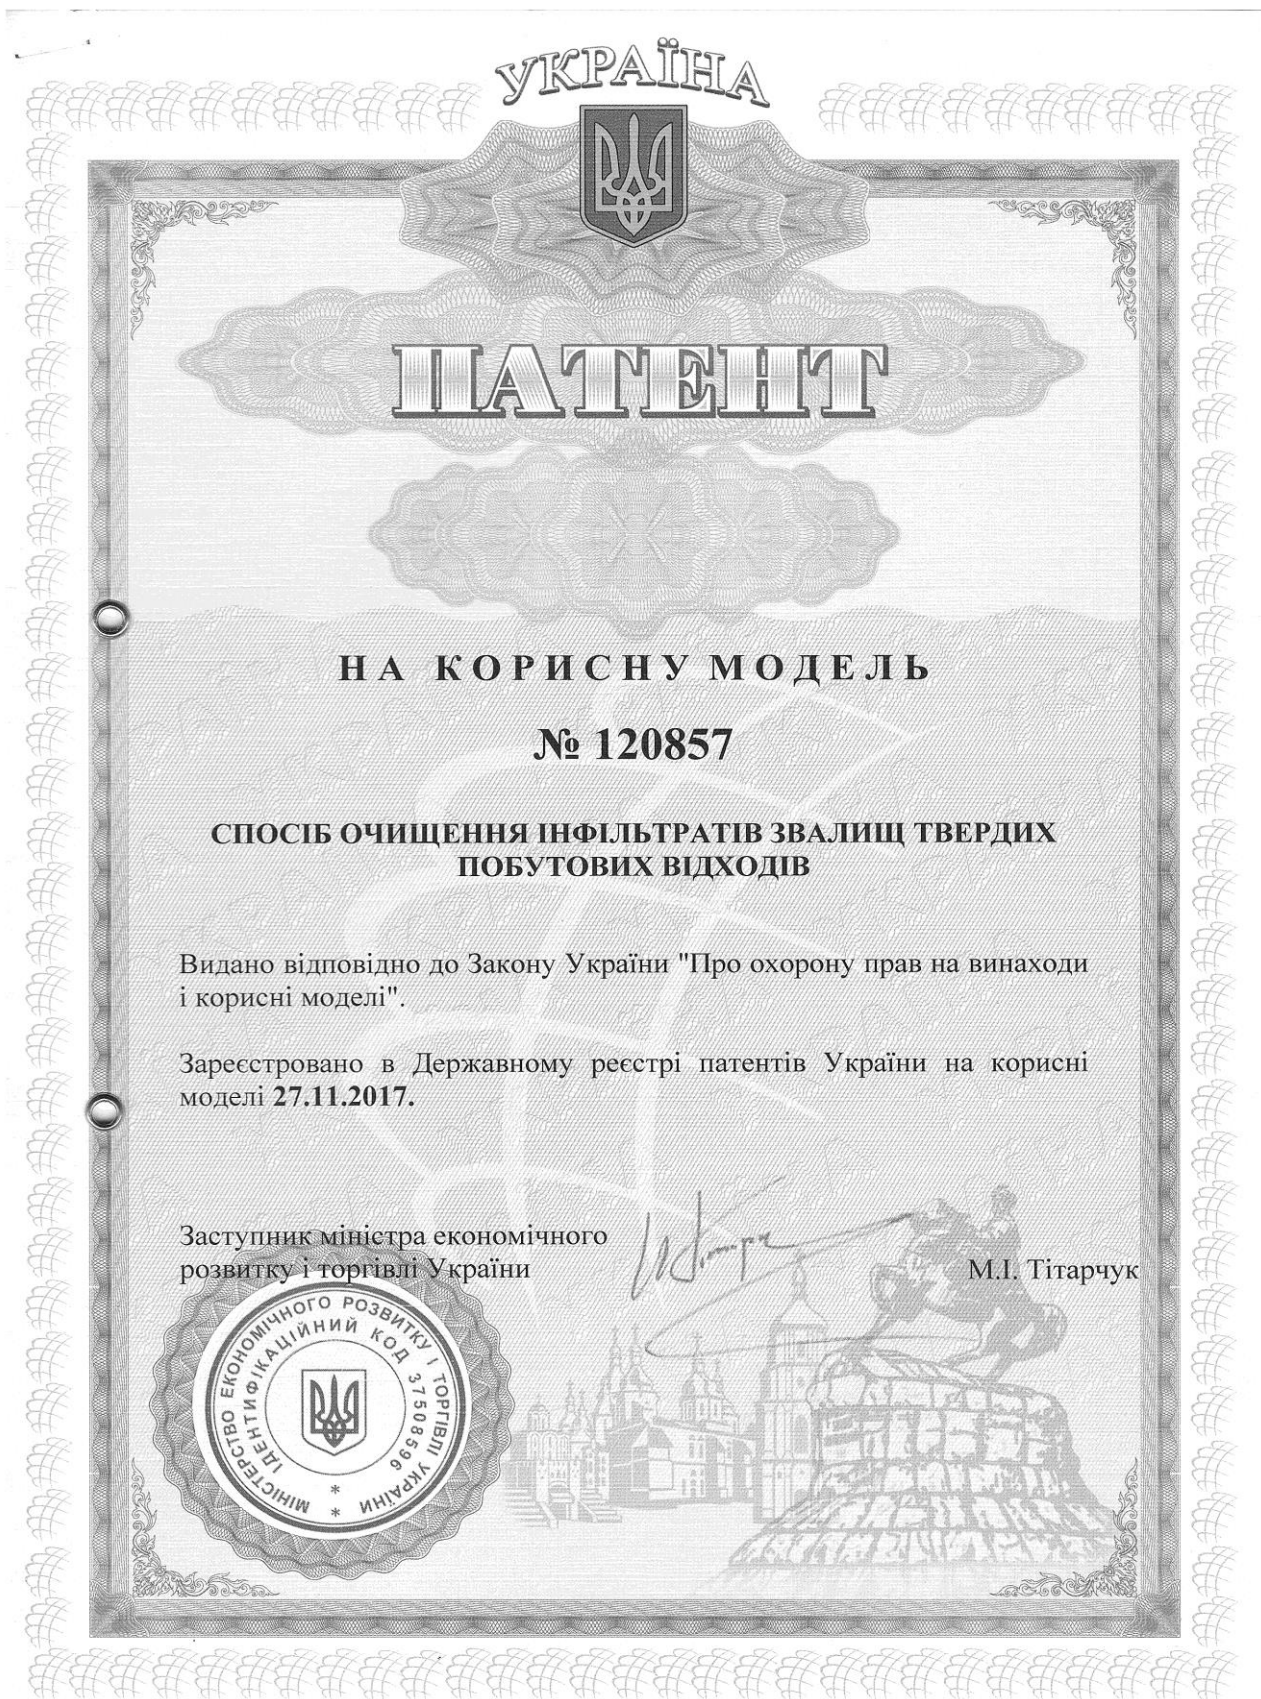 УКРАЇНА
ПАТЕНТ
НА КОРИСНУ МОДЕЛЬ
№ 120857
СПОСІБ ОЧИЩЕННЯ ІНФІЛЬТРАТІВ ЗВАЛИЩ ТВЕРДИХ
ПОБУТОВИХ ВІДХОДІВ
Видано відповідно до Закону України "Про охорону прав на винаходи
і корисні моделі".
Зареєстровано в Державному реєстрі патентів України на корисні
моделі 27.11.2017.
Заступник міністра економічного
розвитку і торгівлі України
М.І. Тітарчук
МІНІСТЕРСТВО ЕКОНОМІЧНОГО РОЗВИТКУ І ТОРГІВЛІ УКРАЇНИ *
ІДЕНТИФІКАЦІЙНИЙ КОД 37508596 *